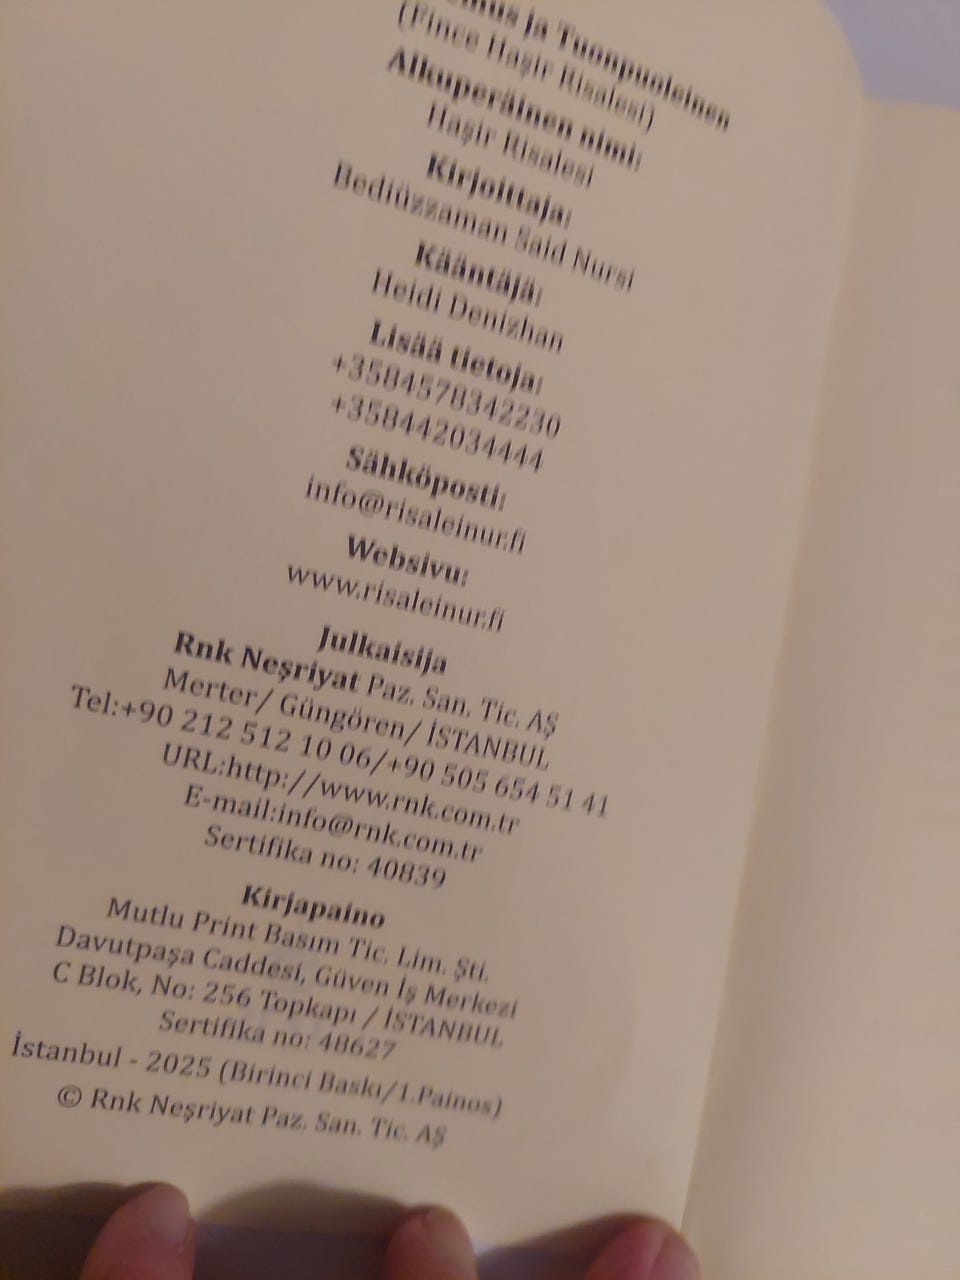 ja Tuonpuoleinen
(Fince Haşir Risalesi)
Alkuperäinen nimi:
Haşir Risalesi
Kirjoittaja:
Bediüzzaman Said Nursi
Kääntäjä:
Heidi Denizhan
Lisää tietoja:
+3584578342230
+358442034444
Sähköposti:
info@risaleinur.fi
Websivu:
www.risaleinur.fi
Julkaisija
Rnk Neşriyat Paz. San. Tic. AŞ
Merter/ Güngören/ İSTANBUL
Tel:+90 212 512 10 06/+90 505 654 51 41
URL:http://www.rnk.com.tr
E-mail:info@rnk.com.tr
Sertifika no: 40839
Kirjapaino
Mutlu Print Basım Tic. Lim. Şti.
Davutpaşa Caddesi, Güven İş Merkezi
C Blok, No: 256 Topkapı / İSTANBUL
Sertifika no: 48627
İstanbul - 2025 (Birinci Baskı/1.Painos)
© Rnk Neşriyat Paz. San. Tic. AŞ